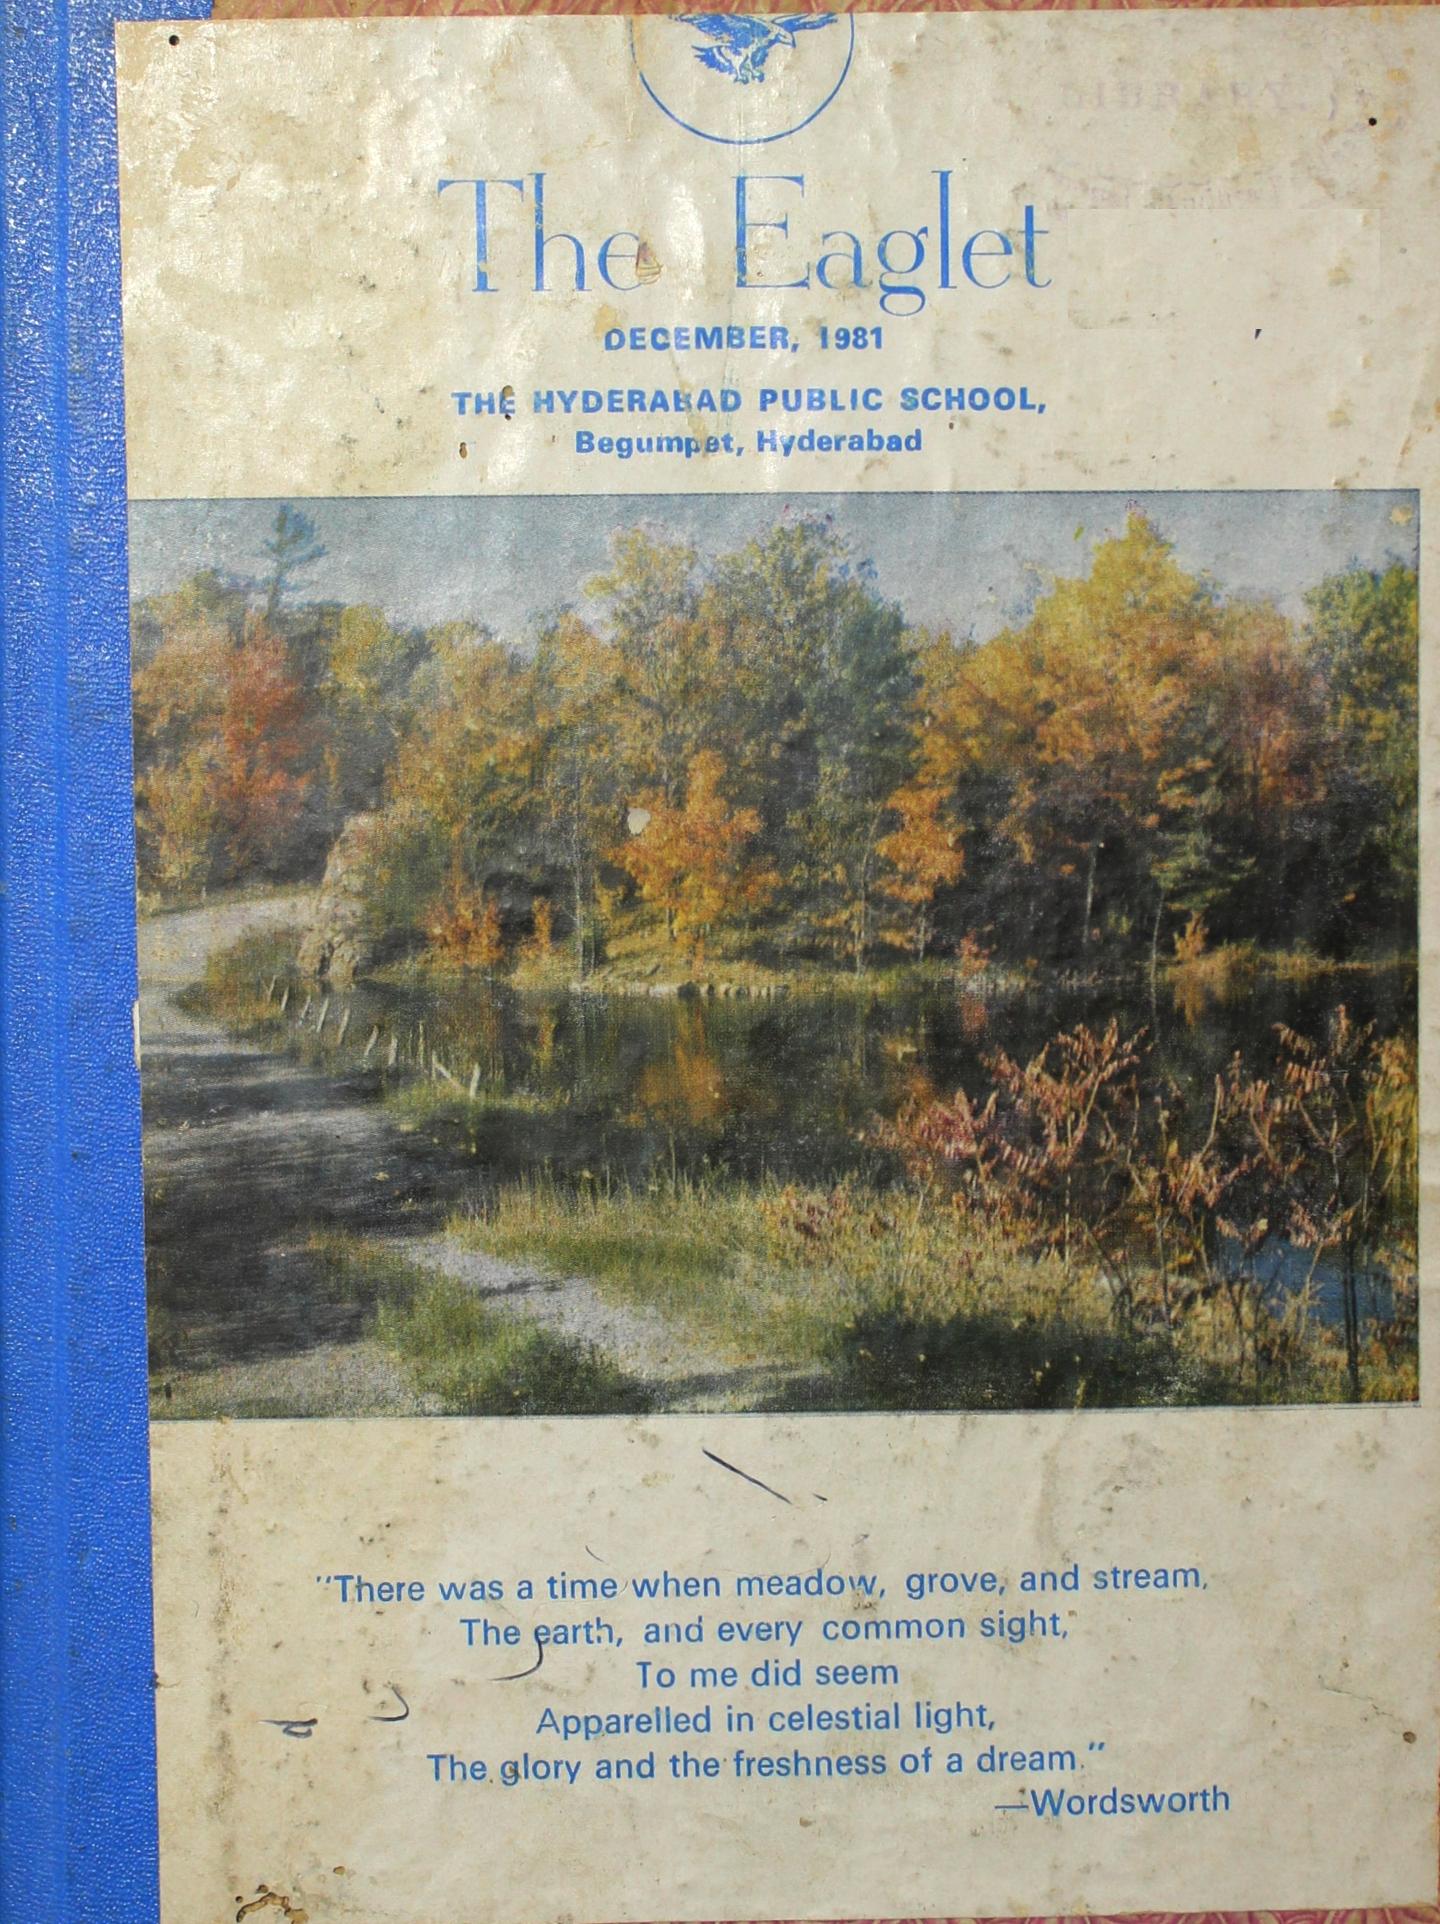 LIBRARY
The Eaglet
DECEMBER, 1981
THE HYDERABAD PUBLIC SCHOOL,
Begumpet, Hyderabad
"There was a time when meadow, grove, and stream,
The earth, and every common sight,
To me did seem
Apparelled in celestial light,
The glory and the freshness of a dream."
—Wordsworth